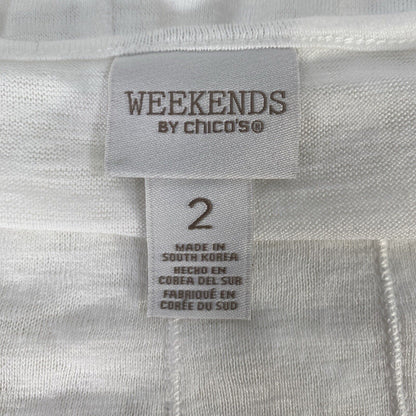 WEEKENDS
BY chico's®
2
MADE IN
SOUTH KOREA
HECHO EN
COREA DEL SUR
FABRIQUÉ EN
CORÉE DU SUD